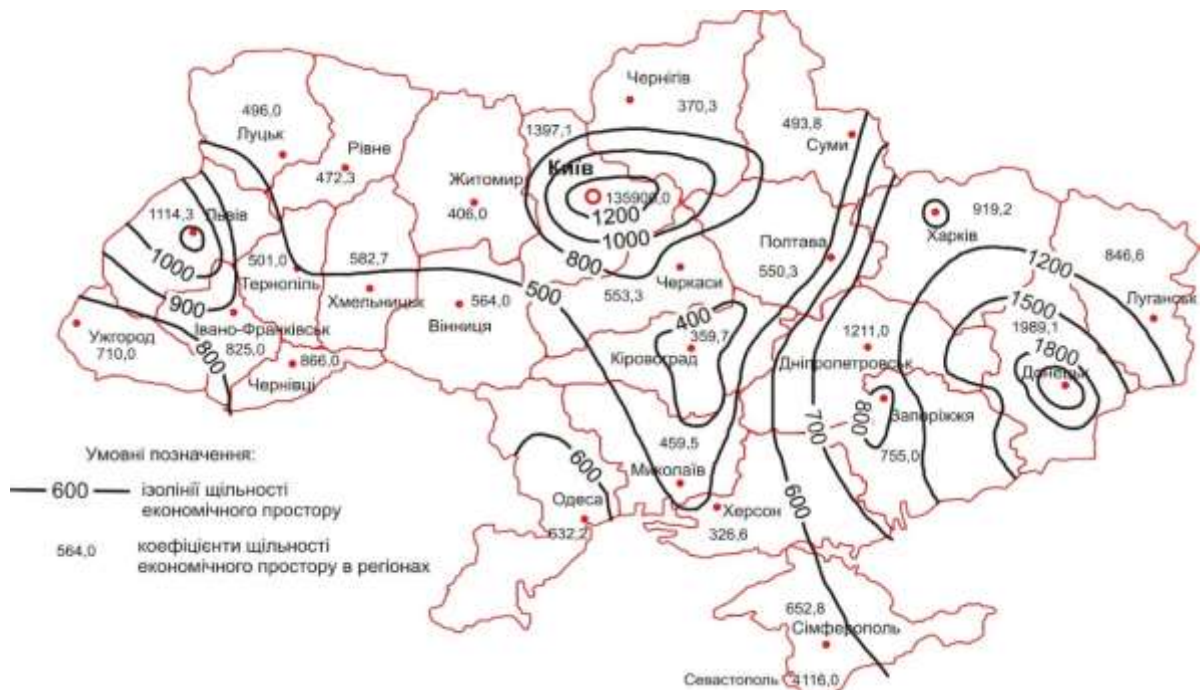 Чернігів
370,3
496,0
Луцьк
1397,1
493,8
Суми
Рівне
472,3
Київ
Житомир
406,0
135900,0
1200
1000
800
1114,3
Львів
1000
900
919,2
Харків
Полтава
550,3
846,6
1200
Луганськ
501,0
Тернопіль
582,7
Хмельницьк
564,0
Вінниця
500
553,3
Черкаси
400
359,7
Кіровоград
1211,0
Дніпропетровськ
1500
1989,1
1800
Донецьк
Ужгород
710,0
800
Івано-Франківськ
825,0
866,0
Чернівці
800
Запоріжжя
755,0
700
600
459,5
Миколаїв
600
Одеса
632,2
Херсон
326,6
652,8
Сімферополь
Севастополь 4116,0
Умовні позначення:
600
ізолінії щільності
економічного простору
564,0
коефіцієнти щільності
економічного простору в регіонах